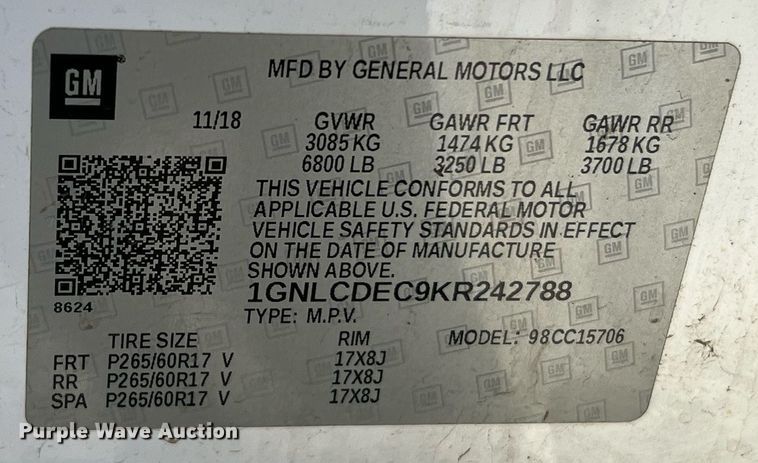 GM
MFD BY GENERAL MOTORS LLC
11/18 GVWR GAWR FRT GAWR RR
3085 KG 1474 KG 1678 KG
6800 LB 3250 LB 3700 LB
THIS VEHICLE CONFORMS TO ALL
APPLICABLE U.S. FEDERAL MOTOR
VEHICLE SAFETY STANDARDS IN EFFECT
ON THE DATE OF MANUFACTURE
SHOWN ABOVE.
8624
1GNLCDEC9KR242788
TYPE: M.P.V.
TIRE SIZE RIM MODEL: 98CC15706
FRT P265/60R17 V 17X8J
RR P265/60R17 V 17X8J
SPA P265/60R17 V 17X8J
Purple Wave Auction